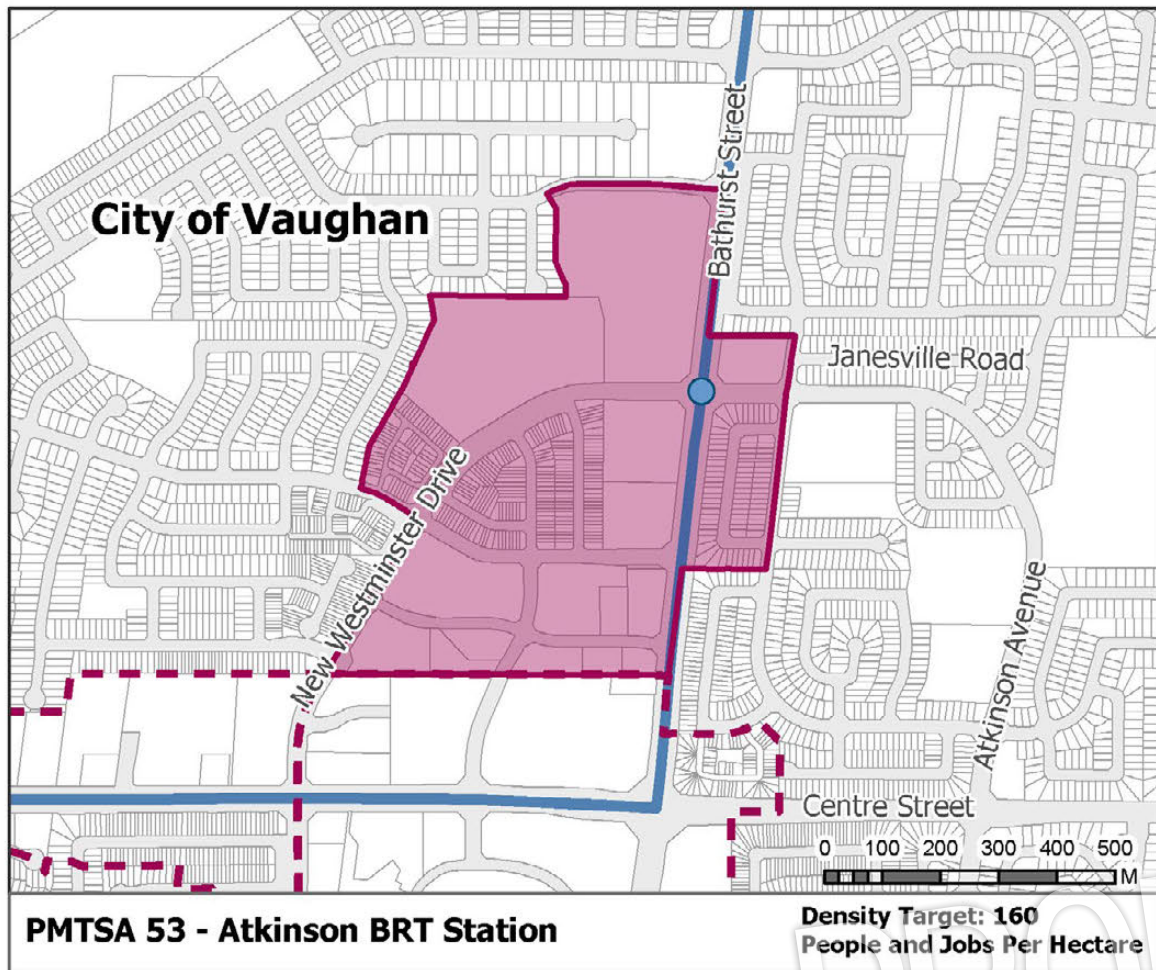 City of Vaughan
Bathurst Street
Janesville Road
New Westminster Drive
Atkinson Avenue
Centre Street
0 100 200 300 400 500
M
PMTSA 53 - Atkinson BRT Station
Density Target: 160
People and Jobs Per Hectare